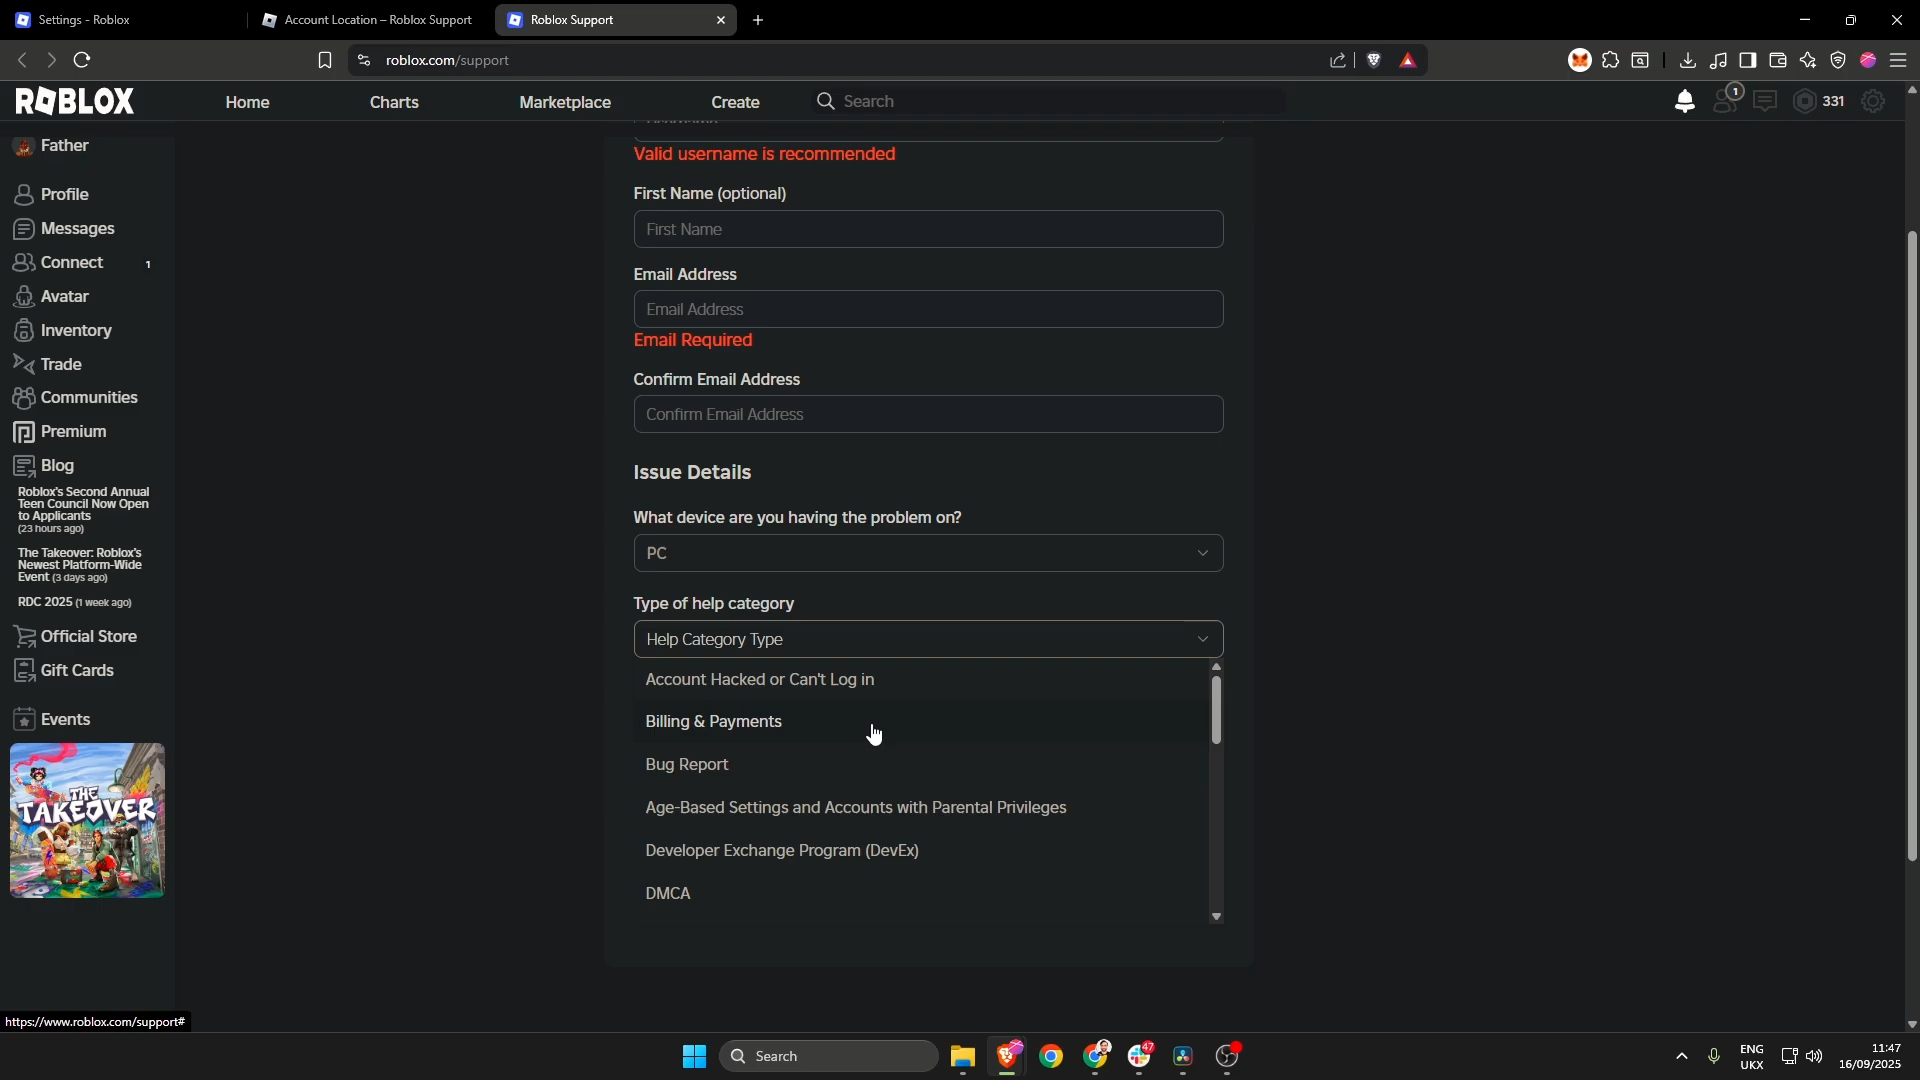 Settings - Roblox
Account Location – Roblox Support
Roblox Support
roblox.com/support
ROBLOX
Home
Charts
Marketplace
Create
Search
1
331
Father
Profile
Messages
Connect
1
Avatar
Inventory
Trade
Communities
Premium
Blog
Roblox's Second Annual
Teen Council Now Open
to Applicants
(23 hours ago)
The Takeover: Roblox's
Newest Platform-Wide
Event (3 days ago)
RDC 2025 (1 week ago)
Official Store
Gift Cards
Events
THE
TAKEOVER
Valid username is recommended
First Name (optional)
First Name
Email Address
Email Address
Email Required
Confirm Email Address
Confirm Email Address
Issue Details
What device are you having the problem on?
PC
Type of help category
Help Category Type
Account Hacked or Can't Log in
Billing & Payments
Bug Report
Age-Based Settings and Accounts with Parental Privileges
Developer Exchange Program (DevEx)
DMCA
https://www.roblox.com/support#
Search
47
ENG
UKX
11:47
16/09/2025